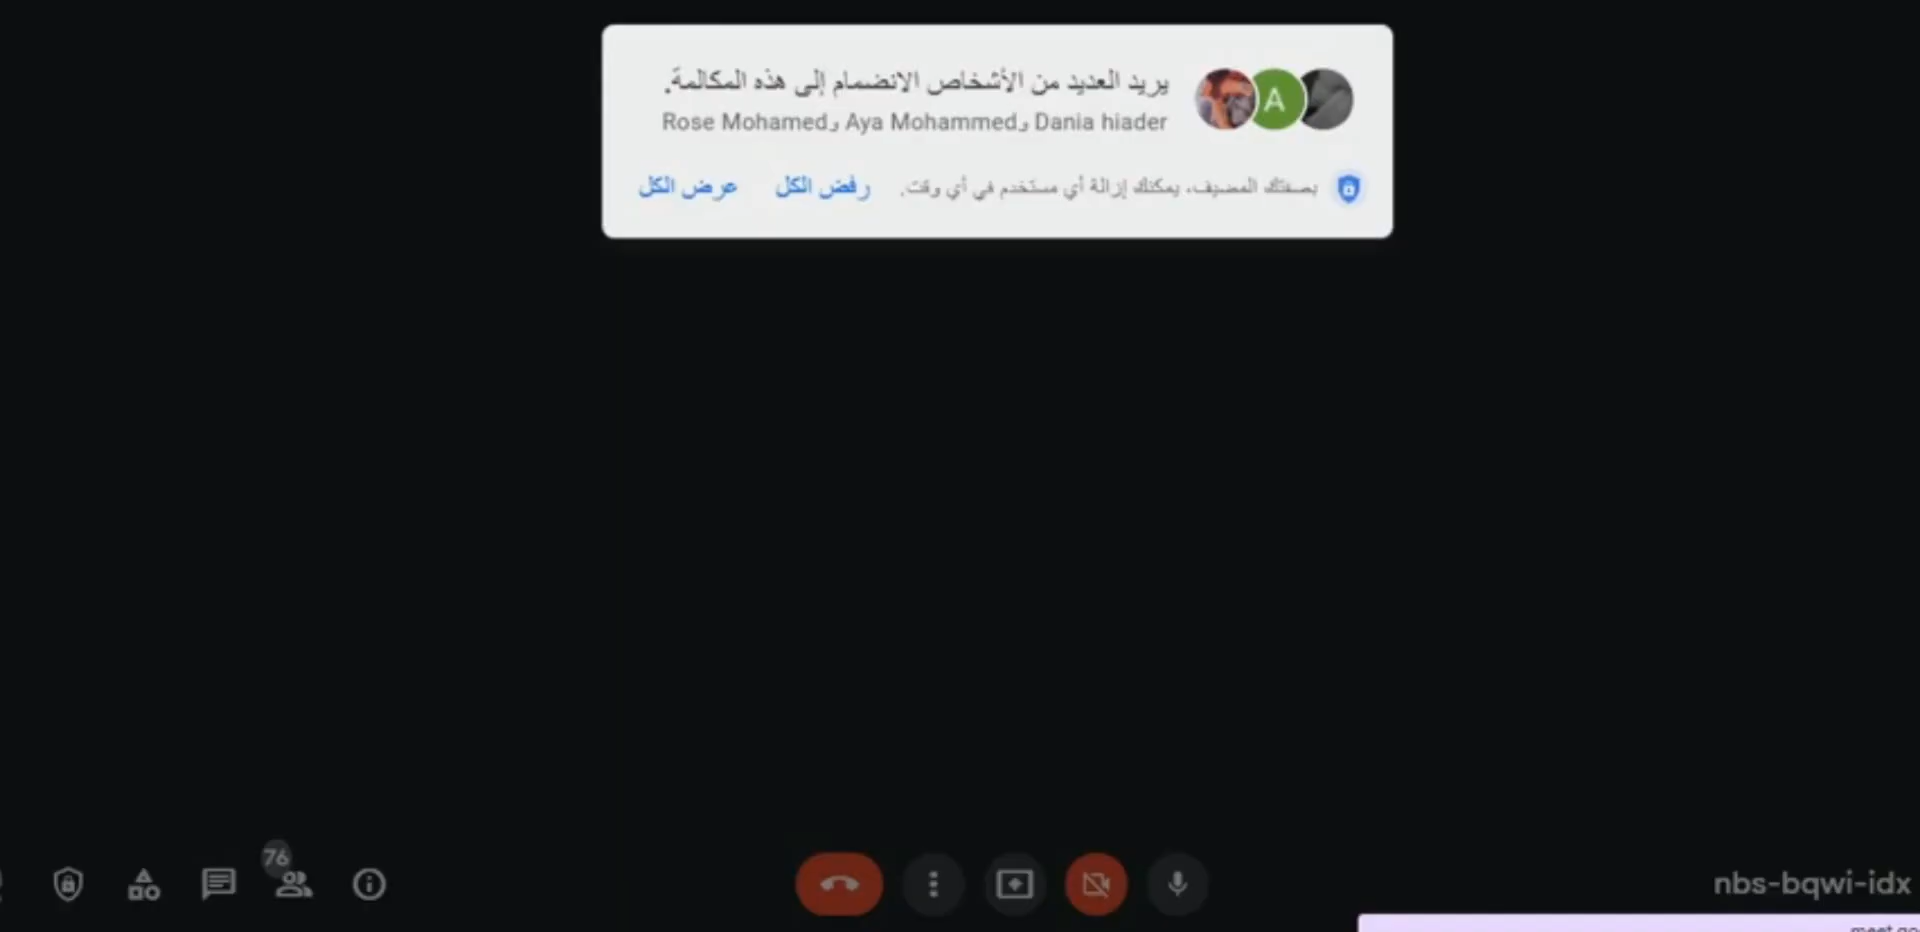 يريد العديد من الأشخاص الانضمام إلى هذه المكالمة.
Rose Mohamed و Aya Mohammed و Dania hiader
A
بصفتك المضيف، يمكنك إزالة أي مستخدم في أي وقت.
رفض الكل
عرض الكل
76
nbs-bqwi-idx